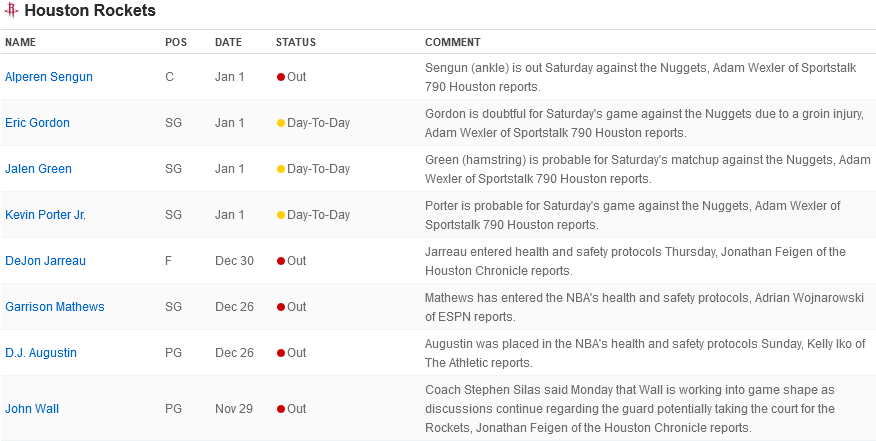 Houston Rockets
NAME POS DATE STATUS COMMENT
Alperen Sengun C Jan 1 Out Sengun (ankle) is out Saturday against the Nuggets, Adam Wexler of Sportstalk
790 Houston reports.
Eric Gordon SG Jan 1 Day-To-Day Gordon is doubtful for Saturday's game against the Nuggets due to a groin injury,
Adam Wexler of Sportstalk 790 Houston reports.
Jalen Green SG Jan 1 Day-To-Day Green (hamstring) is probable for Saturday's matchup against the Nuggets, Adam
Wexler of Sportstalk 790 Houston reports.
Kevin Porter Jr. SG Jan 1 Day-To-Day Porter is probable for Saturday's game against the Nuggets, Adam Wexler of
Sportstalk 790 Houston reports.
DeJon Jarreau F Dec 30 Out Jarreau entered health and safety protocols Thursday, Jonathan Feigen of the
Houston Chronicle reports.
Garrison Mathews SG Dec 26 Out Mathews has entered the NBA's health and safety protocols, Adrian Wojnarowski
of ESPN reports.
D.J. Augustin PG Dec 26 Out Augustin was placed in the NBA's health and safety protocols Sunday, Kelly Iko of
The Athletic reports.
John Wall PG Nov 29 Out Coach Stephen Silas said Monday that Wall is working into game shape as
discussions continue regarding the guard potentially taking the court for the
Rockets, Jonathan Feigen of the Houston Chronicle reports.